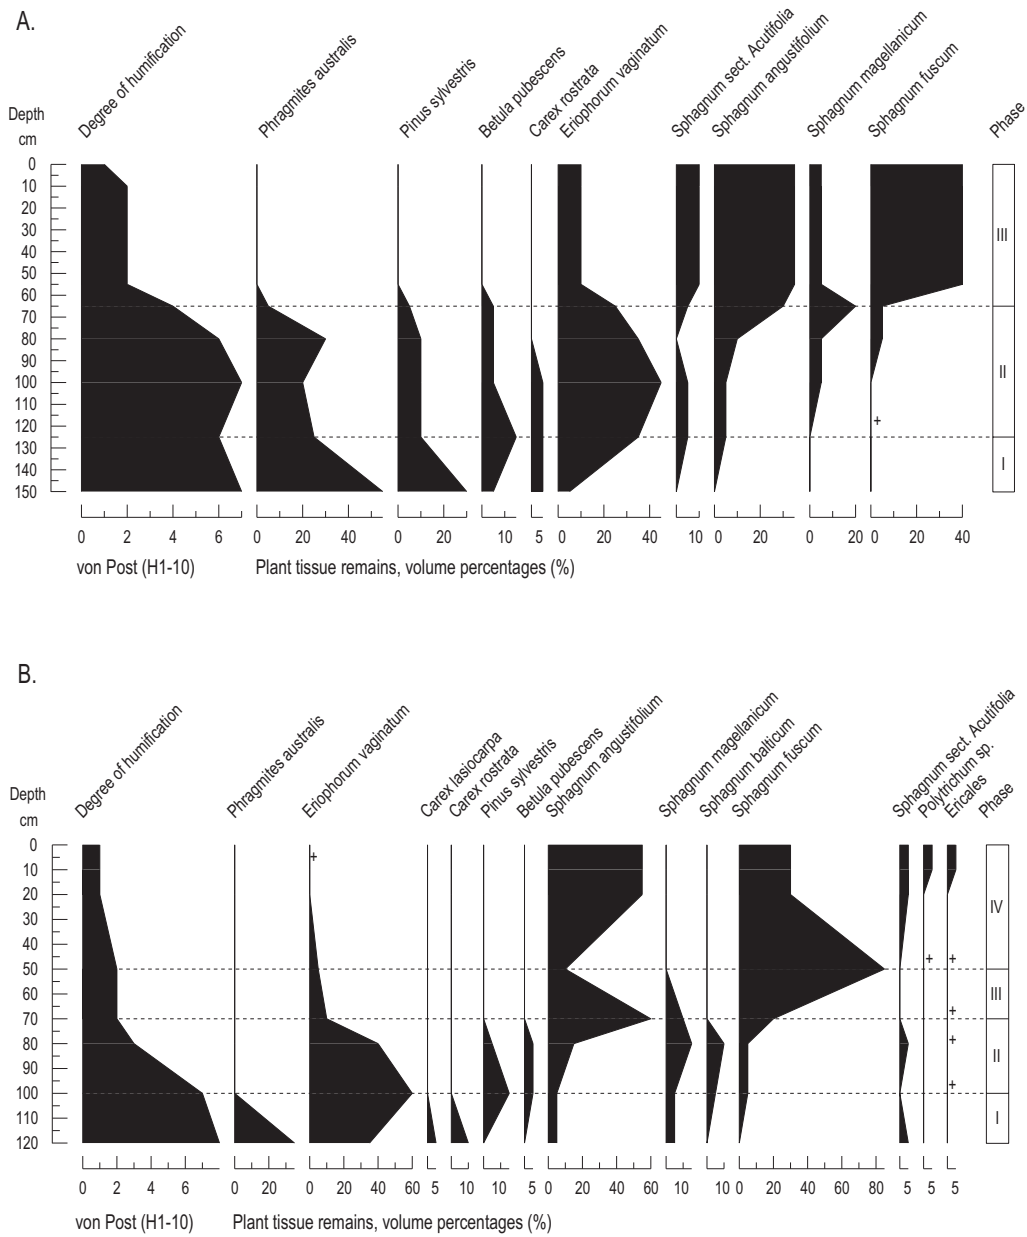 A.
Degree of humification
Phragmites australis
Pinus sylvestris
Betula pubescens
Carex rostrata
Eriophorum vaginatum
Sphagnum sect. Acutifolia
Sphagnum angustifolium
Sphagnum magellanicum
Sphagnum fuscum
Depth
cm
Phase
0
10
20
30
40
50
60
70
80
90
100
110
120
130
140
150
III
II
+
I
0 2 4 6 0 20 40 0 20 10 5 0 20 40 10 0 20 0 20 0 40
von Post (H1-10) Plant tissue remains, volume percentages (%)
B.
Degree of humification
Phragmites australis
Eriophorum vaginatum
Carex lasiocarpa
Carex rostrata
Pinus sylvestris
Betula pubescens
Sphagnum angustifolium
Sphagnum magellanicum
Sphagnum balticum
Sphagnum fuscum
Sphagnum sect. Acutifolia
Polytrichum sp.
Ericales
Phase
Depth
cm
0
+
10
20
30
IV
40
+ +
50
60
III
+
70
+
80
II
90
+
100
110
I
120
0 2 4 6 8 0 20 0 20 40 60 5 10 10 5 0 20 40 60 10 10 0 20 40 60 80 5 5 5
von Post (H1-10) Plant tissue remains, volume percentages (%)